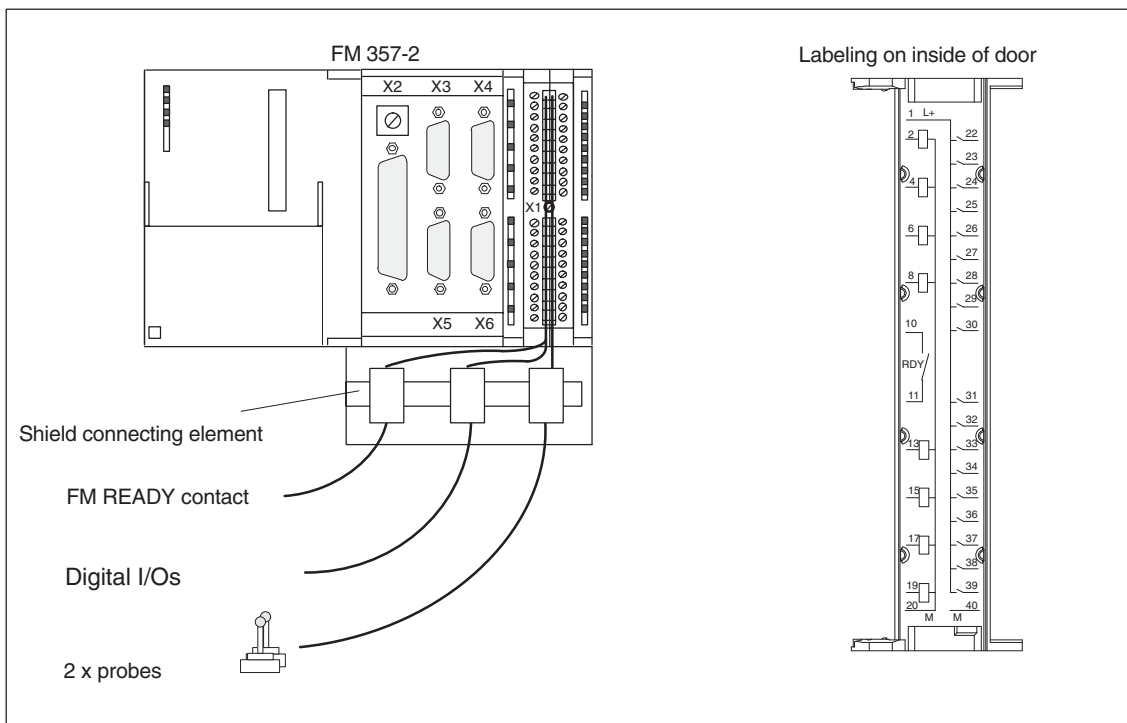 FM 357-2
X2 X3 X4
X1
X5 X6
Shield connecting element
FM READY contact
Digital I/Os
2 x probes
Labeling on inside of door
1 L+
2 22
23
4 24
25
6 26
27
8 28
29
10 30
RDY
11 31
32
13 33
34
15 35
36
17 37
38
19 39
20 40
M M